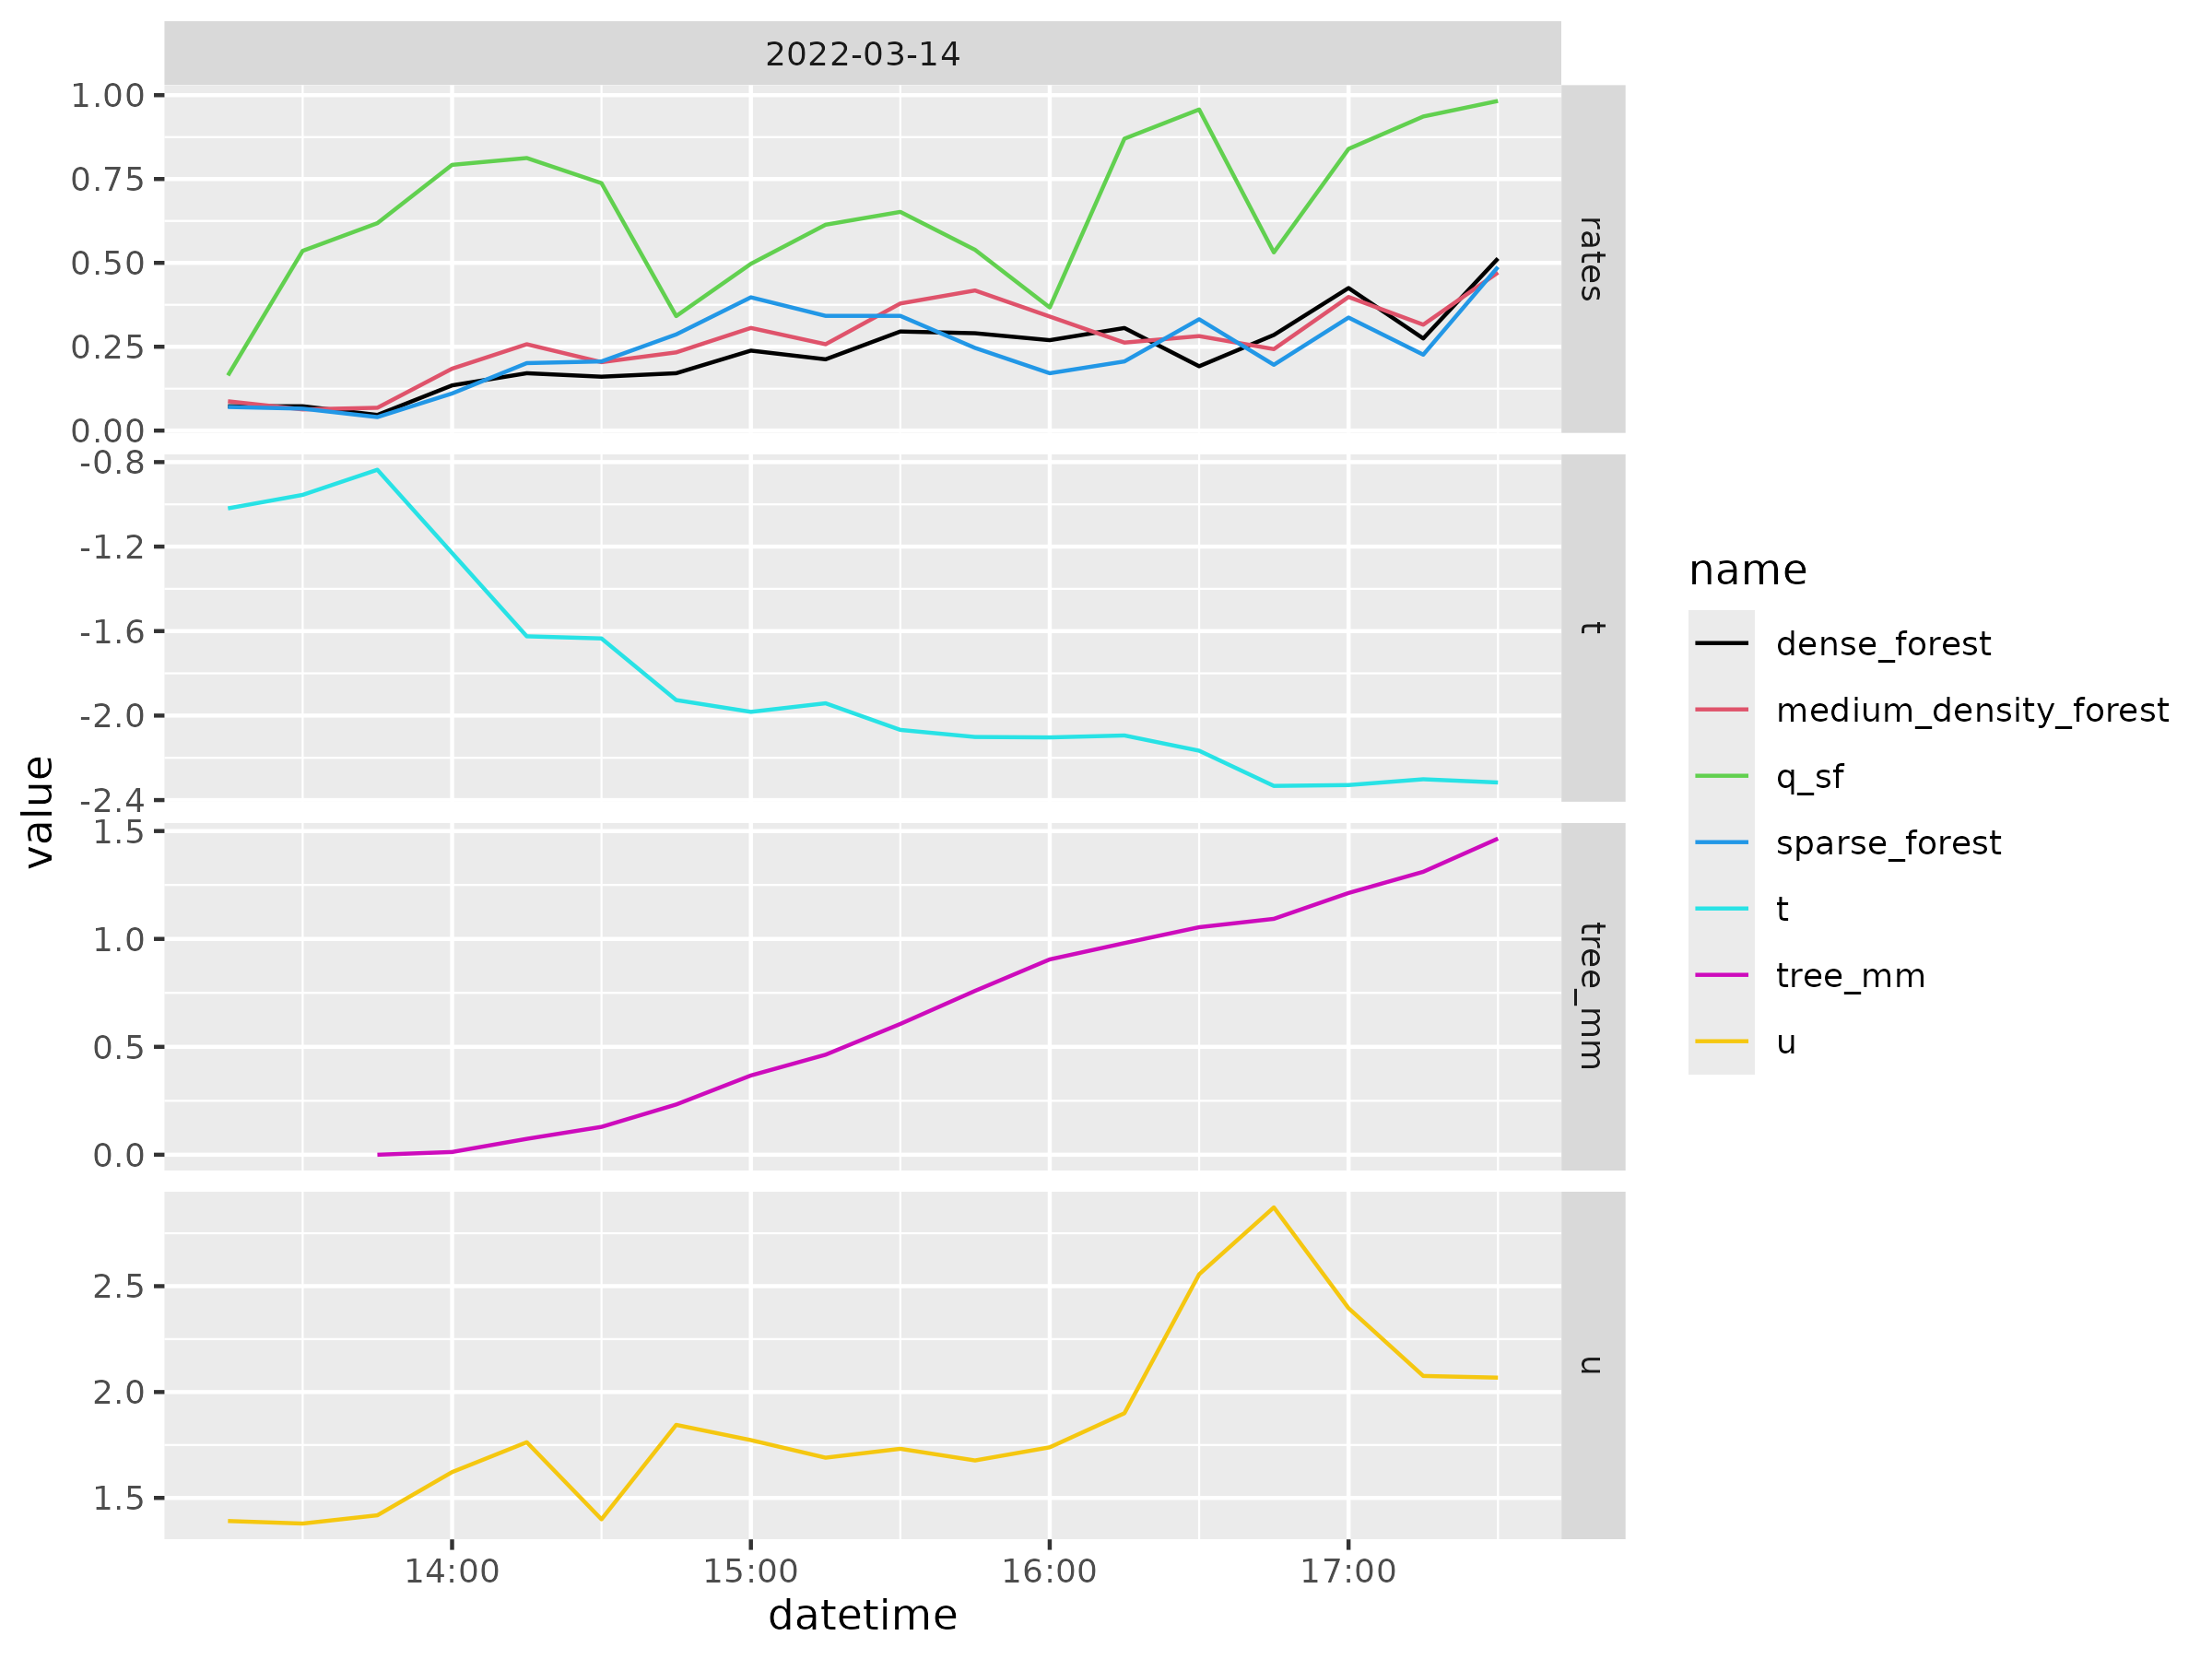 2022-03-14
1.00
0.75
0.50
0.25
0.00
rates
-0.8
-1.2
-1.6
-2.0
-2.4
t
1.5
1.0
0.5
0.0
tree_mm
2.5
2.0
1.5
u
14:00 15:00 16:00 17:00
datetime
value
name
dense_forest
medium_density_forest
q_sf
sparse_forest
t
tree_mm
u